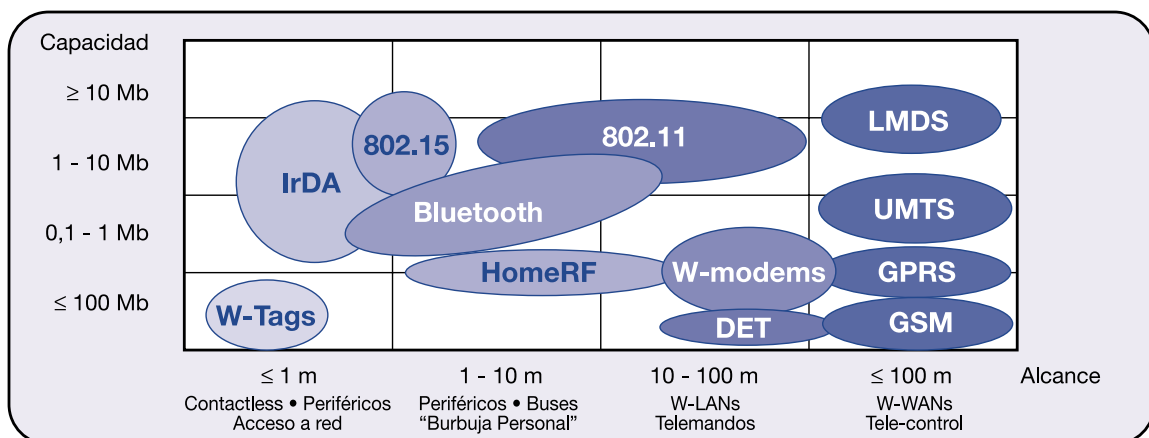 Capacidad
≥ 10 Mb
LMDS
802.15
802.11
1 - 10 Mb
IrDA
Bluetooth
UMTS
0,1 - 1 Mb
HomeRF
W-modems
GPRS
≤ 100 Mb
W-Tags
DET
GSM
≤ 1 m
1 - 10 m
10 - 100 m
≤ 100 m
Alcance
Contactless • Periféricos
Acceso a red
Periféricos • Buses
“Burbuja Personal”
W-LANs
Telemandos
W-WANs
Tele-control